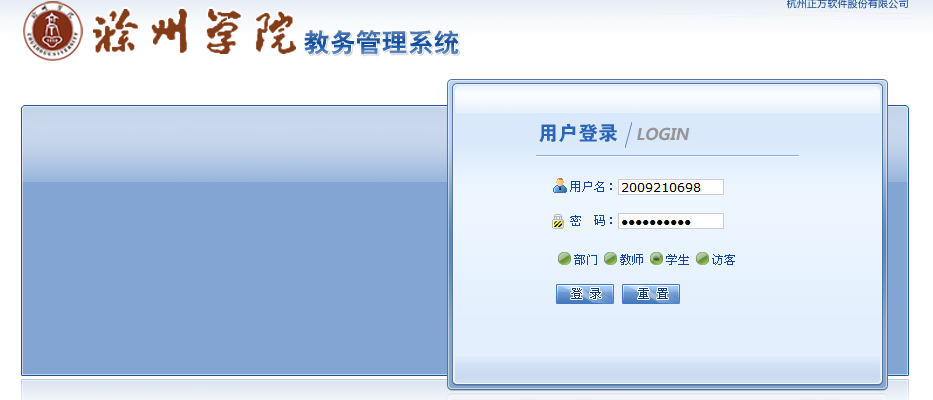 杭州正方软件股份有限公司
滁州学院 教务管理系统
用户登录 LOGIN
用户名： 2009210698
密 码： ●●●●●●●●●●
部门 教师 学生 访客
登 录 重 置